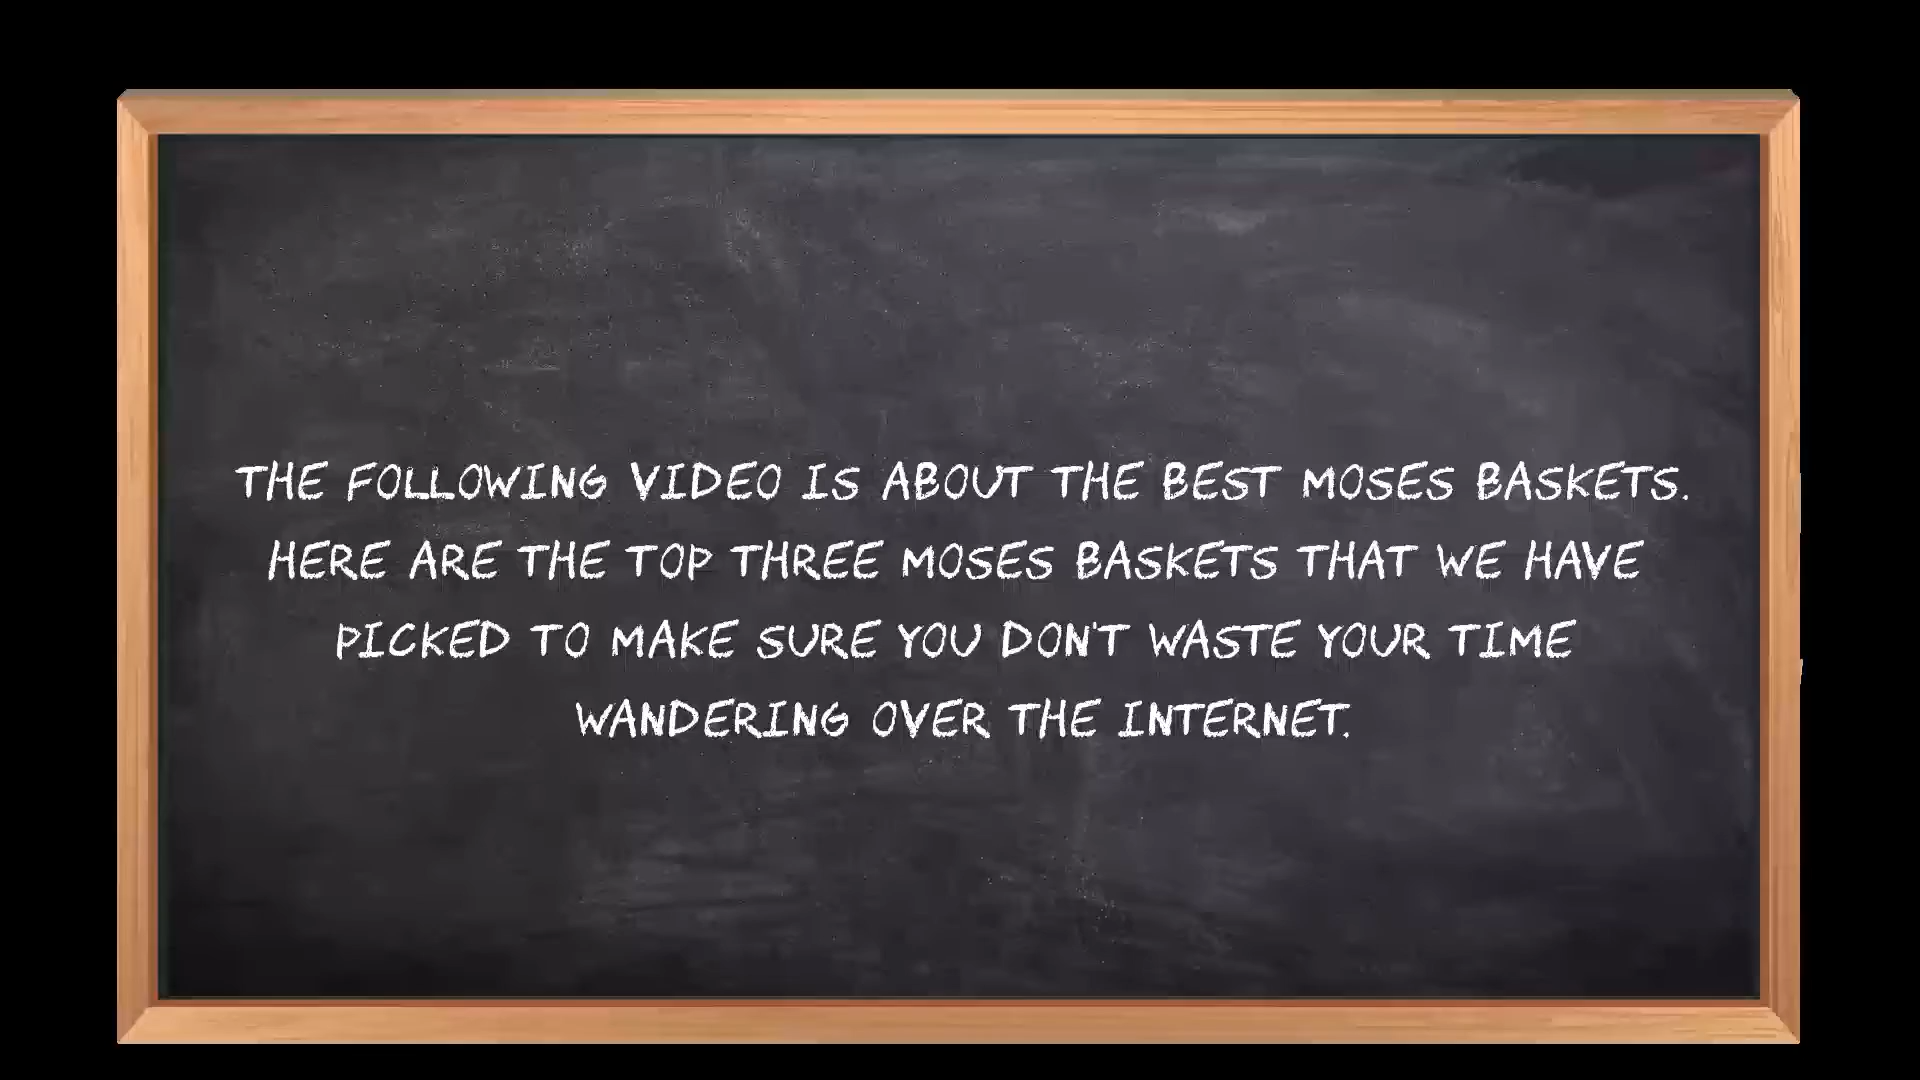 THE FOLLOWING VIDEO IS ABOUT THE BEST MOSES BASKETS.
HERE ARE THE TOP THREE MOSES BASKETS THAT WE HAVE
PICKED TO MAKE SURE YOU DON'T WASTE YOUR TIME
WANDERING OVER THE INTERNET.